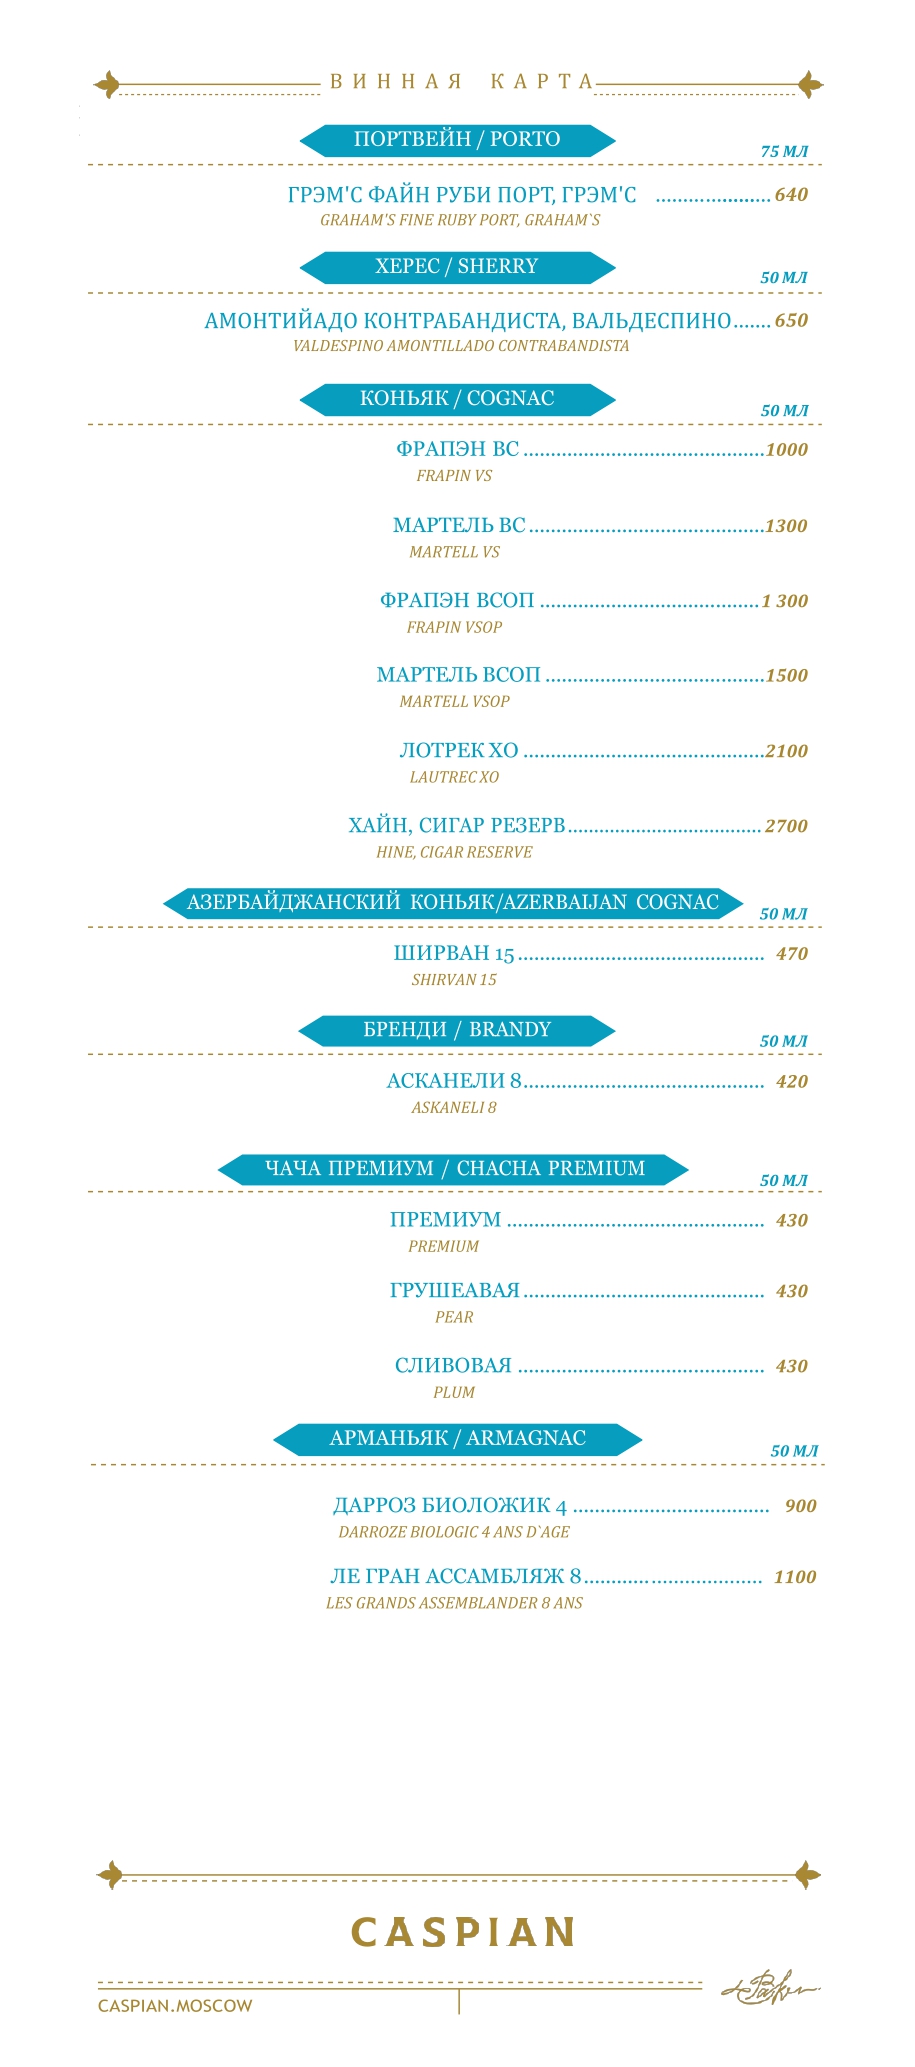 ВИННАЯ КАРТА
ПОРТВЕЙН / PORTO
75 МЛ
ГРЭМ'С ФАЙН РУБИ ПОРТ, ГРЭМ'С ......................640
GRAHAM'S FINE RUBY PORT, GRAHAM`S
ХЕРЕС / SHERRY
50 МЛ
АМОНТИЙАДО КОНТРАБАНДИСТА, ВАЛЬДЕСПИНО.......650
VALDESPINO AMONTILLADO CONTRABANDISTA
КОНЬЯК / COGNAC
50 МЛ
ФРАПЭН ВС .............................................1000
FRAPIN VS
МАРТЕЛЬ ВС ............................................1300
MARTELL VS
ФРАПЭН ВСОП .........................................1 300
FRAPIN VSOP
МАРТЕЛЬ ВСОП .........................................1500
MARTELL VSOP
ЛОТРЕК ХО .............................................2100
LAUTREC XO
ХАЙН, СИГАР РЕЗЕРВ.....................................2700
HINE, CIGAR RESERVE
АЗЕРБАЙДЖАНСКИЙ КОНЬЯК/AZERBAIJAN COGNAC
50 МЛ
ШИРВАН 15 .............................................. 470
SHIRVAN 15
БРЕНДИ / BRANDY
50 МЛ
АСКАНЕЛИ 8............................................. 420
ASKANELI 8
ЧАЧА ПРЕМИУМ / CHACHA PREMIUM
50 МЛ
ПРЕМИУМ ................................................ 430
PREMIUM
ГРУШЕАВАЯ ............................................. 430
PEAR
СЛИВОВАЯ .............................................. 430
PLUM
АРМАНЬЯК / ARMAGNAC
50 МЛ
ДАРРОЗ БИОЛОЖИК 4 ..................................... 900
DARROZE BIOLOGIC 4 ANS D`AGE
ЛЕ ГРАН АССАМБЛЯЖ 8................................. 1100
LES GRANDS ASSEMBLANDER 8 ANS
CASPIAN
CASPIAN.MOSCOW